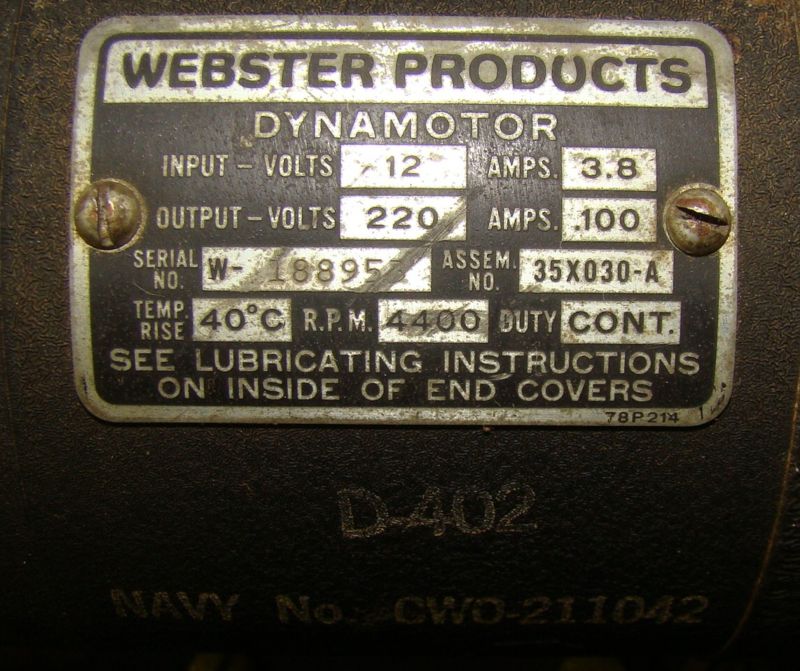 WEBSTER PRODUCTS
DYNAMOTOR
INPUT – VOLTS 12 AMPS. 3.8
OUTPUT – VOLTS 220 AMPS. .100
SERIAL NO. W- ASSEM. NO. 35X030-A
TEMP. RISE 40°C R.P.M. 4400 DUTY CONT.
SEE LUBRICATING INSTRUCTIONS
ON INSIDE OF END COVERS
78P214
D-402
NAVY No. CWO-211042